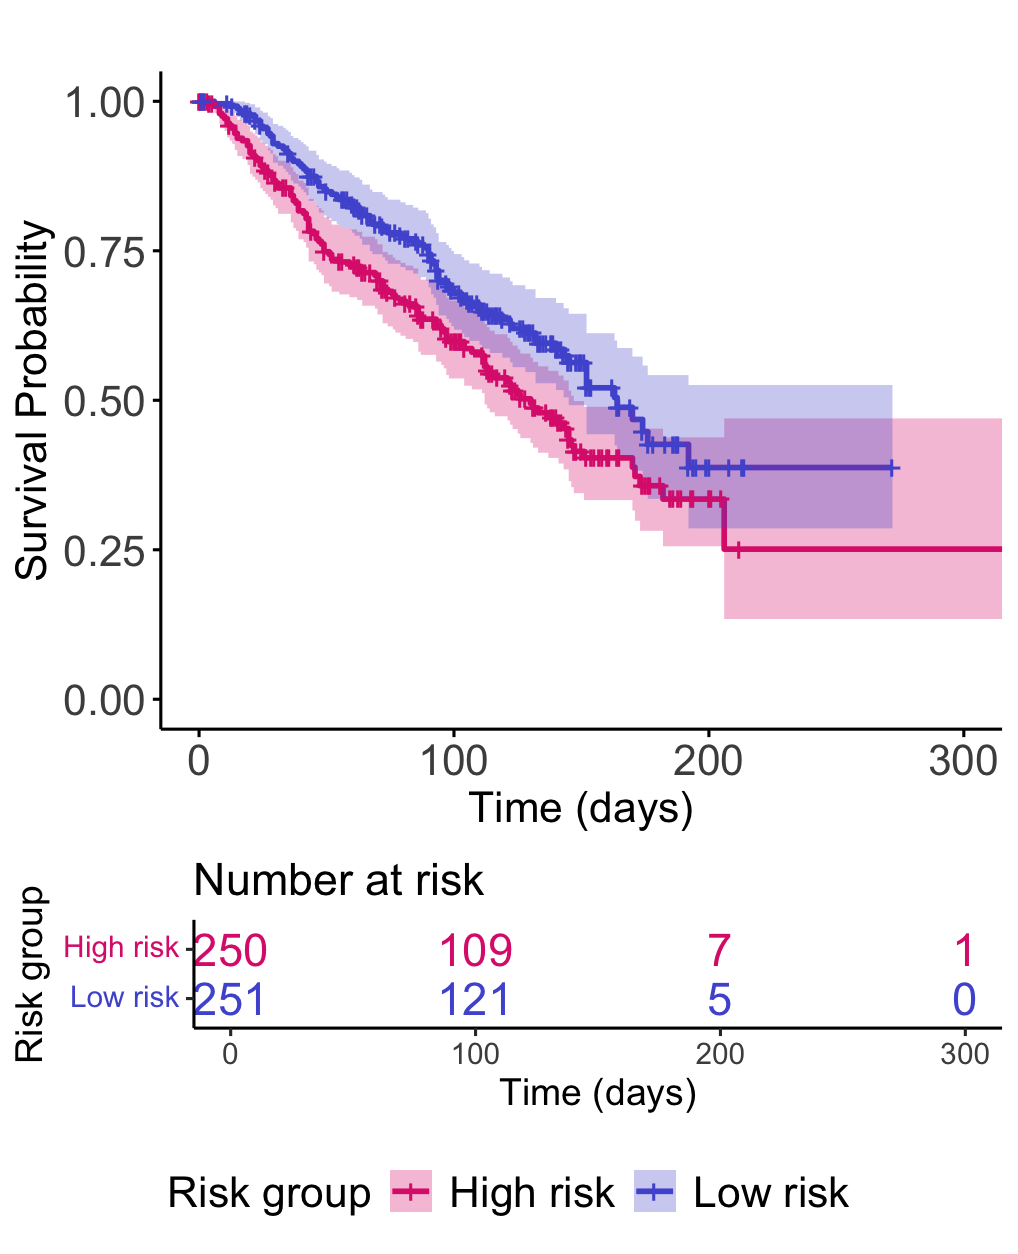 Survival Probability
1.00
0.75
0.50
0.25
0.00
0 100 200 300
Time (days)
Number at risk
Risk group
High risk 250 109 7 1
Low risk 251 121 5 0
0 100 200 300
Time (days)
Risk group High risk Low risk